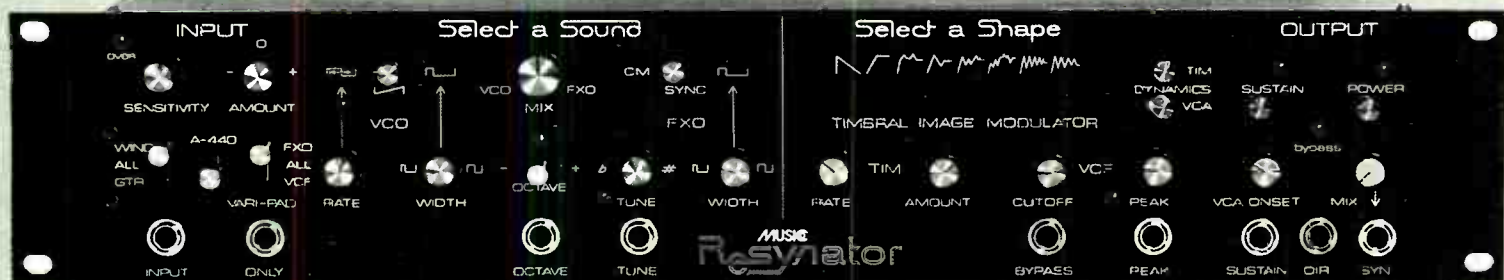 INPUT Select a Sound Select a Shape OUTPUT
OVER 0
- + CM TIM
VCO FXO DYNAMICS SUSTAIN POWER
SENSITIVITY AMOUNT MIX SYNC VCA
VCO FXO TIMBRAL IMAGE MODULATOR
WIND A-440 FXO bypass
ALL ALL - + b # TIM VCF
GTR VCF OCTAVE
VARI-PAD RATE WIDTH TUNE WIDTH RATE AMOUNT CUTOFF PEAK VCA ONSET MIX
MUSIC
Resynator
INPUT ONLY OCTAVE TUNE BYPASS PEAK SUSTAIN DIR SYN